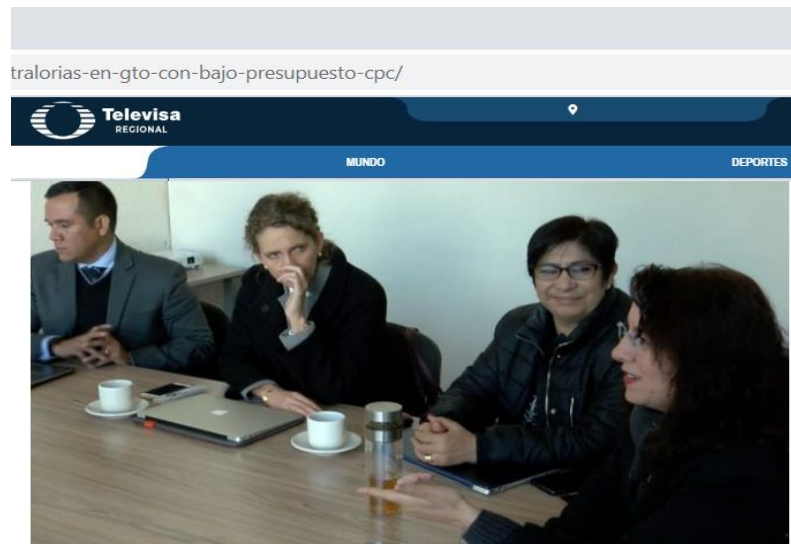 tralorias-en-gto-con-bajo-presupuesto-cpc/
Televisa
REGIONAL
MUNDO
DEPORTES